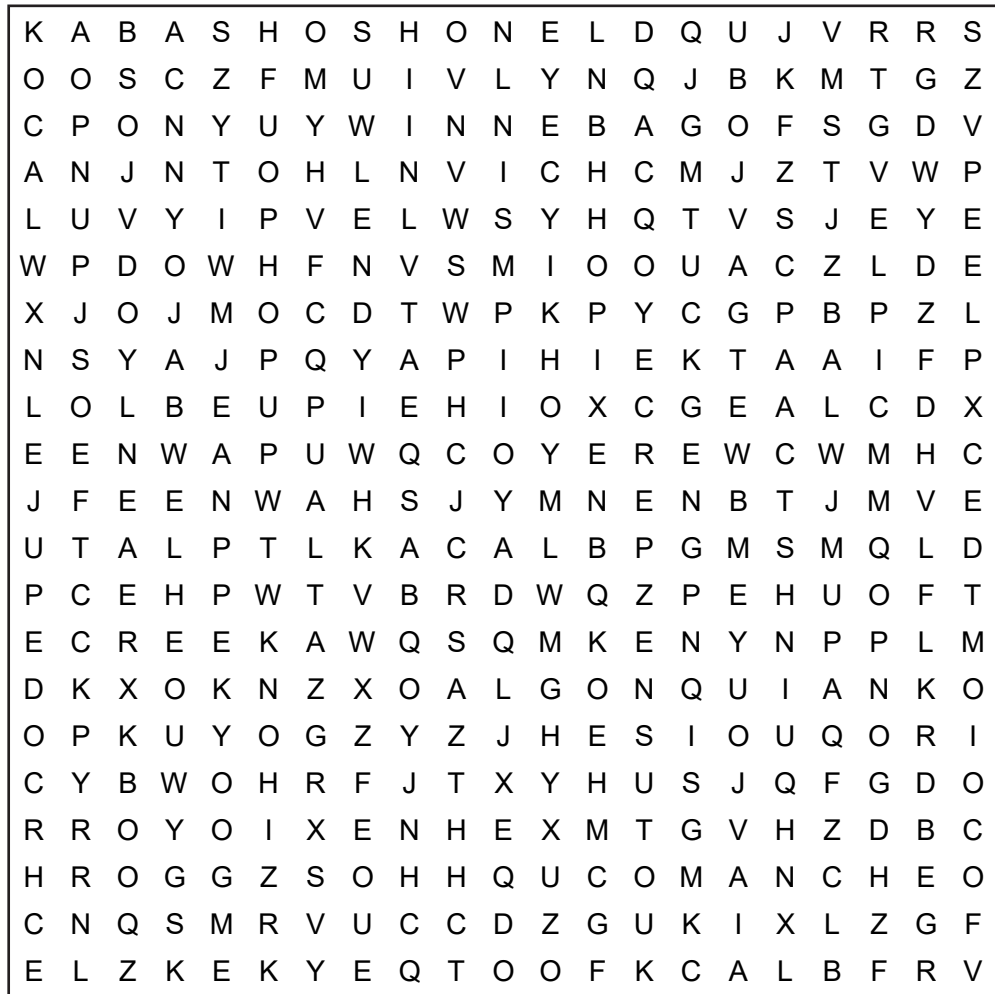 K A B A S H O S H O N E L D Q U J V R R S
O O S C Z F M U I V L Y N Q J B K M T G Z
C P O N Y U Y W I N N E B A G O F S G D V
A N J N T O H L N V I C H C M J Z T V W P
L U V Y I P V E L W S Y H Q T V S J E Y E
W P D O W H F N V S M I O O U A C Z L D E
X J O J M O C D T W P K P Y C G P B P Z L
N S Y A J P Q Y A P I H I E K T A A I F P
L O L B E U P I E H I O X C G E A L C D X
E E N W A P U W Q C O Y E R E W C W M H C
J F E E N W A H S J Y M N E N B T J M V E
U T A L P T L K A C A L B P G M S M Q L D
P C E H P W T V B R D W Q Z P E H U O F T
E C R E E K A W Q S Q M K E N Y N P P L M
D K X O K N Z X O A L G O N Q U I A N K O
O P K U Y O G Z Y Z J H E S I O U Q O R I
C Y B W O H R F J T X Y H U S J Q F G D O
R R O Y O I X E N H E X M T G V H Z D B C
H R O G G Z S O H H Q U C O M A N C H E O
C N Q S M R V U C C D Z G U K I X L Z G F
E L Z K E K Y E Q T O O F K C A L B F R V